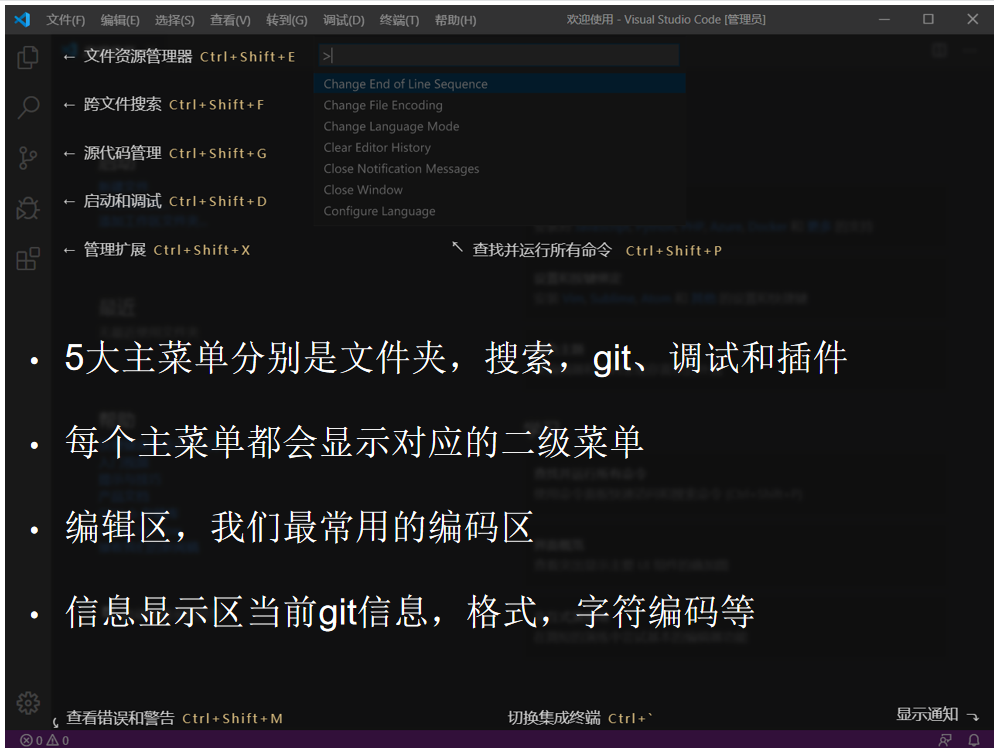 文件(F) 编辑(E) 选择(S) 查看(V) 转到(G) 调试(D) 终端(T) 帮助(H) 欢迎使用 - Visual Studio Code [管理员]
← 文件资源管理器 Ctrl+Shift+E
>
Change End of Line Sequence
Change File Encoding
Change Language Mode
Clear Editor History
Close Notification Messages
Close Window
Configure Language
← 跨文件搜索 Ctrl+Shift+F
← 源代码管理 Ctrl+Shift+G
← 启动和调试 Ctrl+Shift+D
← 管理扩展 Ctrl+Shift+X
↖ 查找并运行所有命令 Ctrl+Shift+P
• 5大主菜单分别是文件夹，搜索，git、调试和插件
• 每个主菜单都会显示对应的二级菜单
• 编辑区，我们最常用的编码区
• 信息显示区当前git信息，格式，字符编码等
查看错误和警告 Ctrl+Shift+M
切换集成终端 Ctrl+`
显示通知
0 0